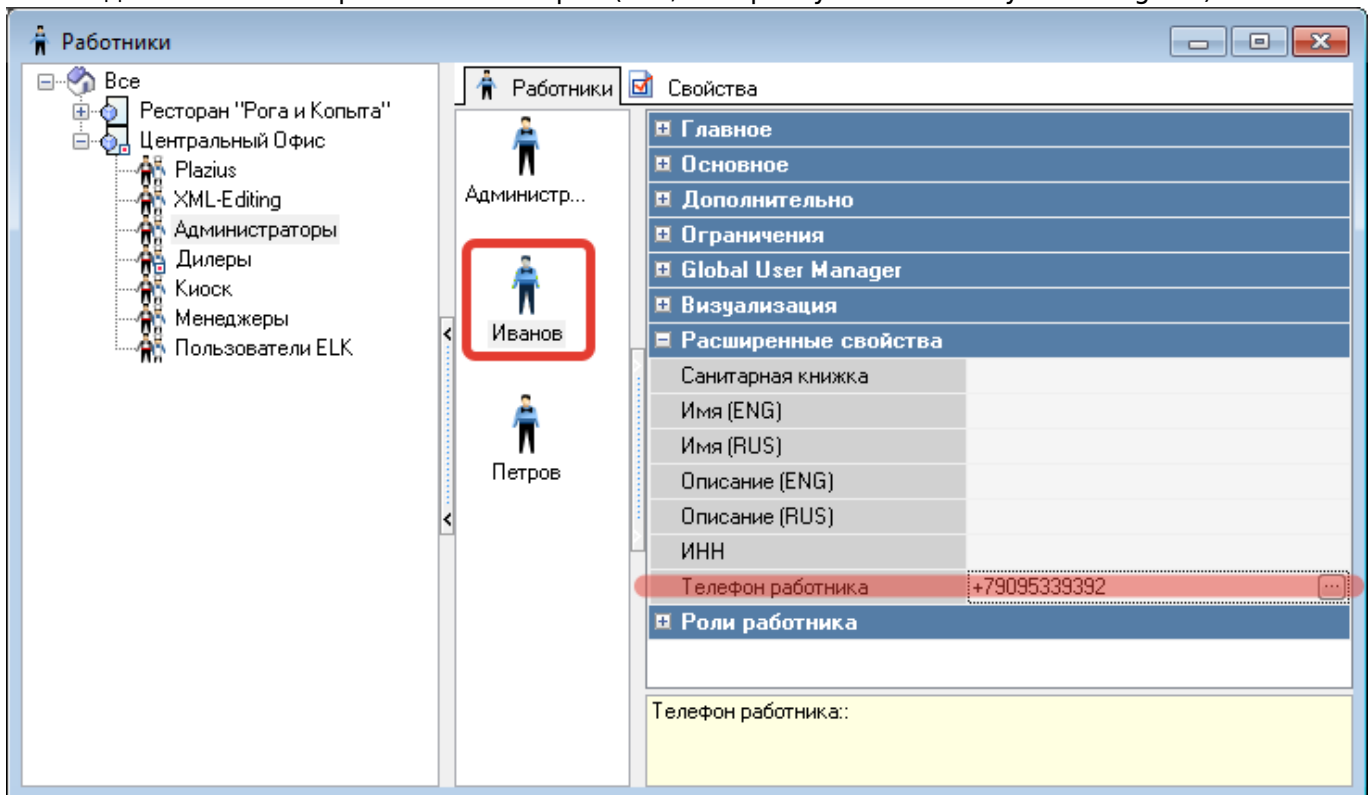 Работники
Все
Ресторан "Рога и Копыта"
Центральный Офис
Plazius
XML-Editing
Администраторы
Дилеры
Киоск
Менеджеры
Пользователи ELK
Работники
Свойства
Администр...
Иванов
Петров
Главное
Основное
Дополнительно
Ограничения
Global User Manager
Визуализация
Расширенные свойства
Санитарная книжка
Имя (ENG)
Имя (RUS)
Описание (ENG)
Описание (RUS)
ИНН
Телефон работника +79095339392 ...
Роли работника
Телефон работника::